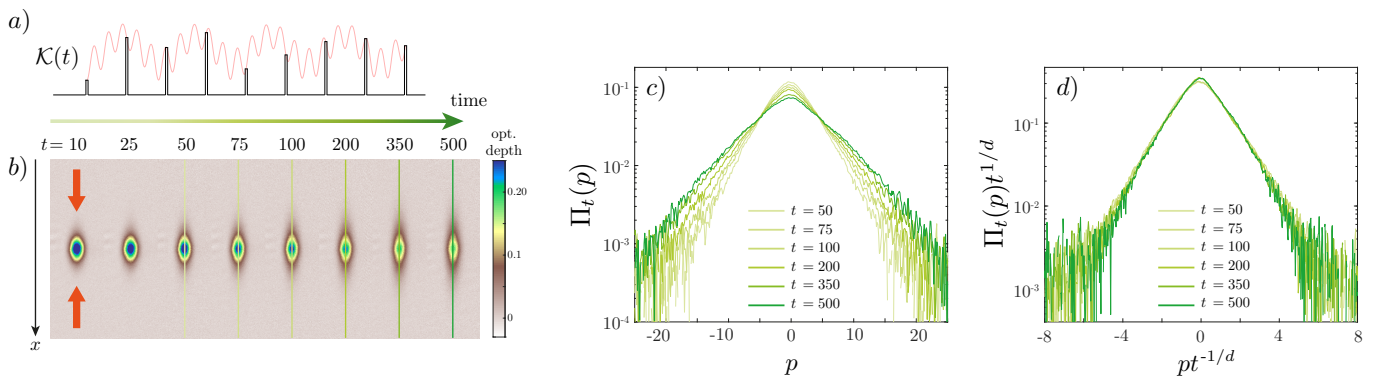 a)
𝒦(t)
time
t = 10 25 50 75 100 200 350 500
opt. depth
b)
0.20
0.1
0
x
c)
10⁻¹
10⁻²
10⁻³
10⁻⁴
Π_t(p)
t = 50
t = 75
t = 100
t = 200
t = 350
t = 500
-20 -10 0 10 20
p
d)
10⁻¹
10⁻²
10⁻³
Π_t(p)t^{1/d}
t = 50
t = 75
t = 100
t = 200
t = 350
t = 500
-8 -4 0 4 8
pt^{-1/d}